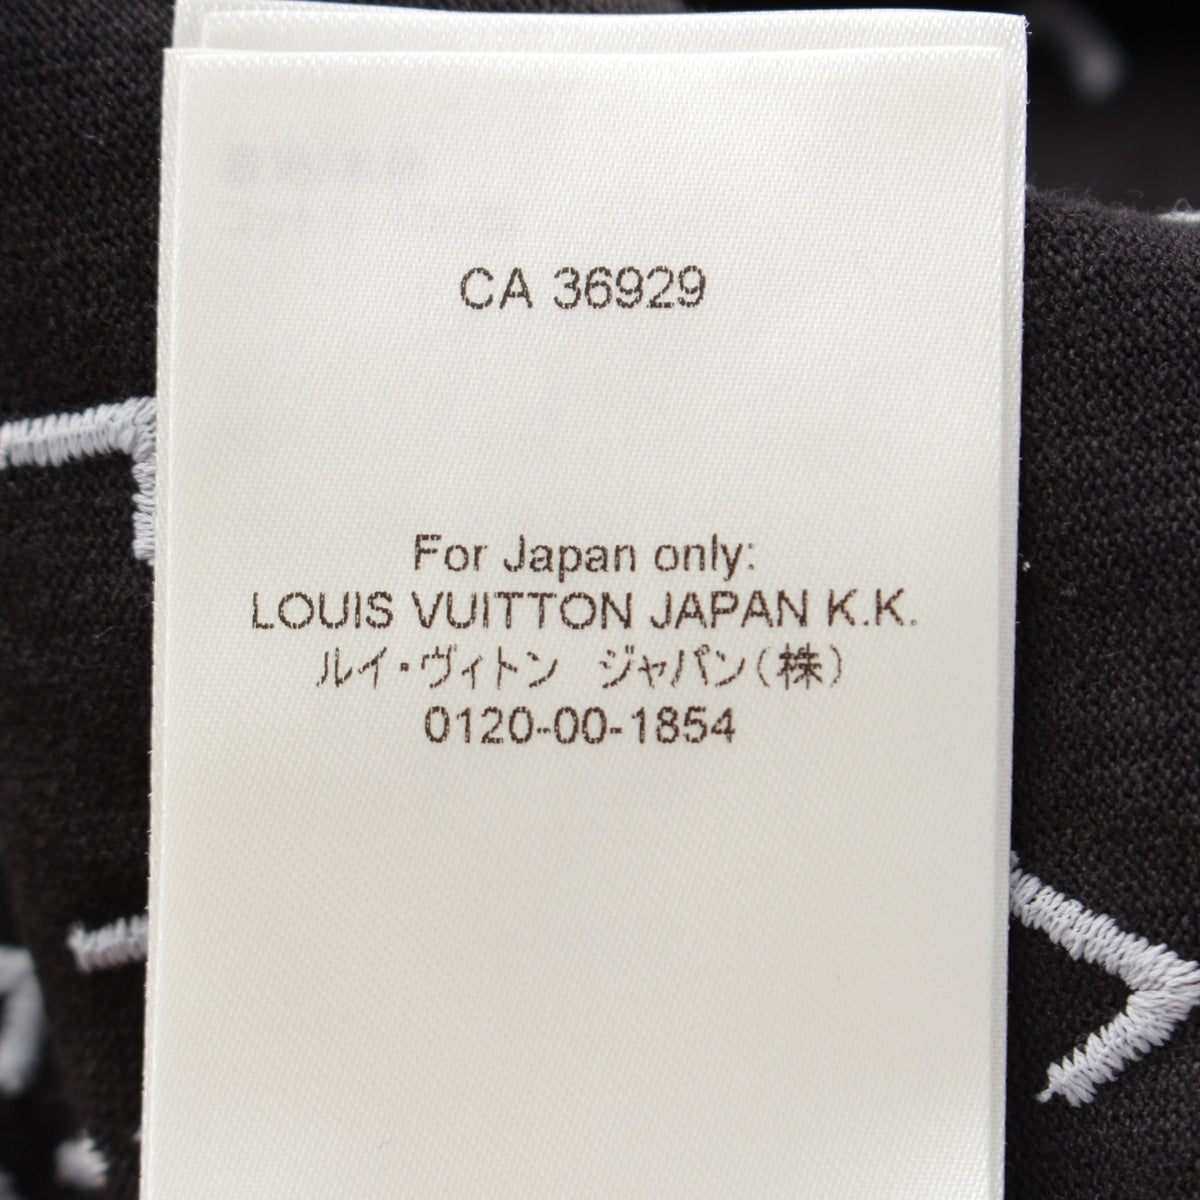 CA 36929
For Japan only:
LOUIS VUITTON JAPAN K.K.
ルイ・ヴィトン　ジャパン(株)
0120-00-1854